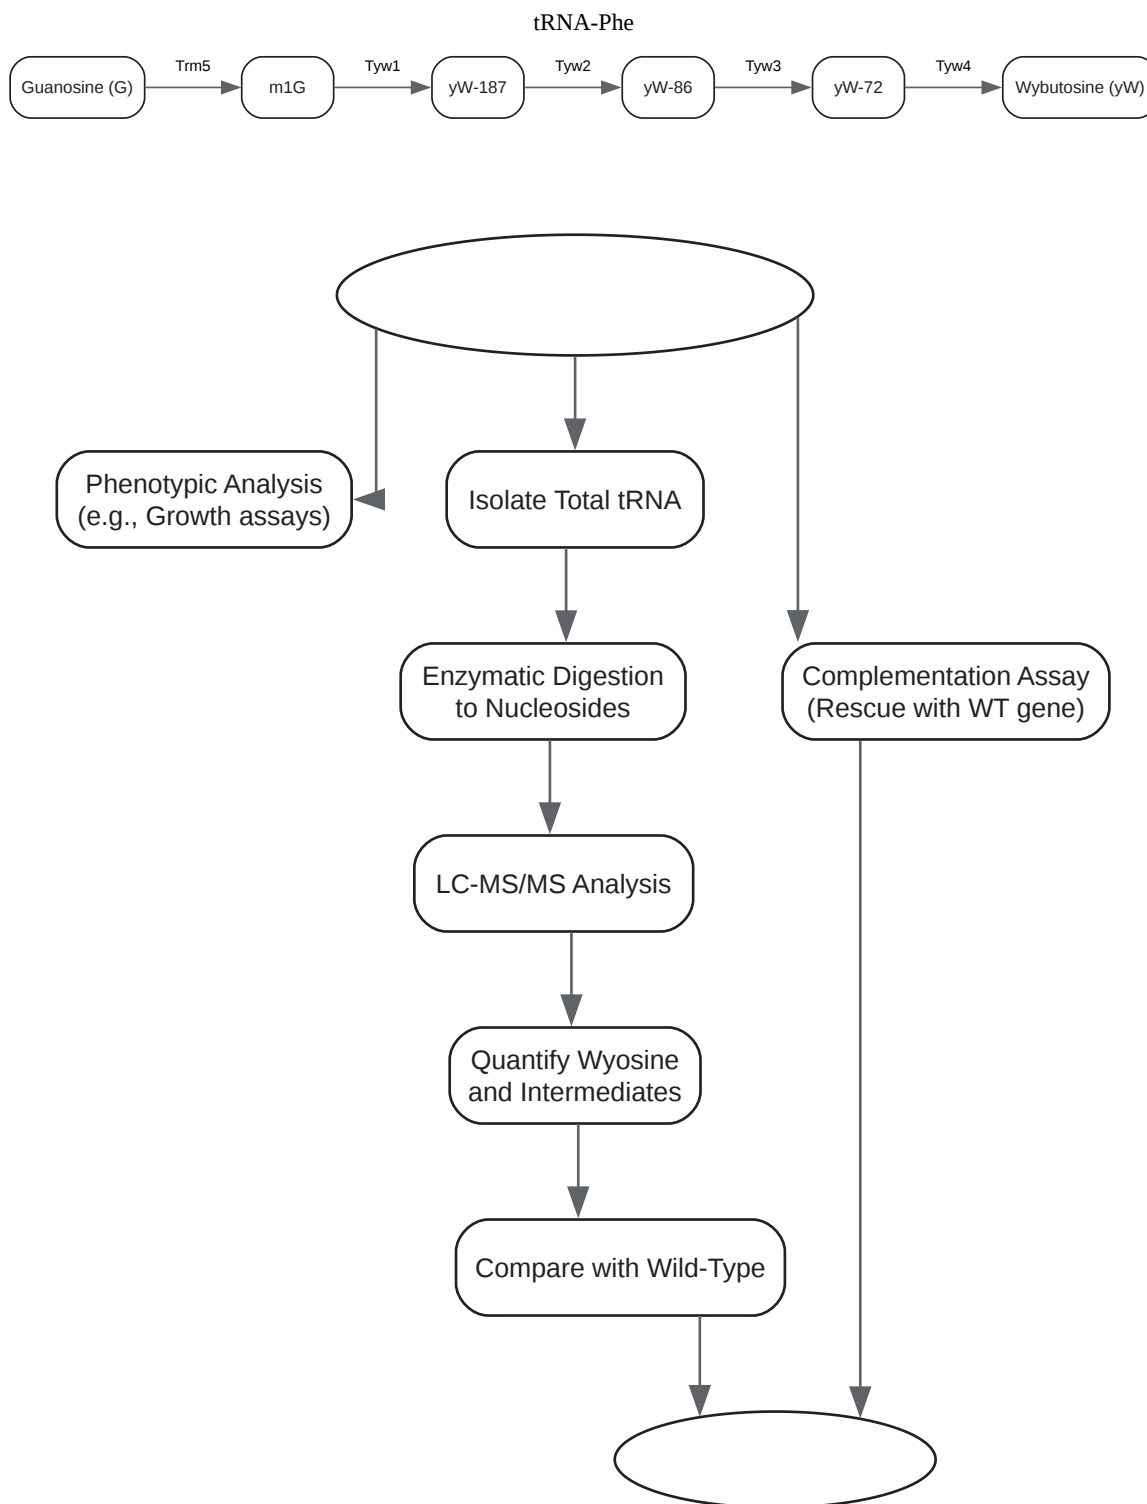 tRNA-Phe
Guanosine (G)
Trm5
m1G
Tyw1
yW-187
Tyw2
yW-86
Tyw3
yW-72
Tyw4
Wybutosine (yW)
Phenotypic Analysis
(e.g., Growth assays)
Isolate Total tRNA
Enzymatic Digestion
to Nucleosides
Complementation Assay
(Rescue with WT gene)
LC-MS/MS Analysis
Quantify Wyosine
and Intermediates
Compare with Wild-Type